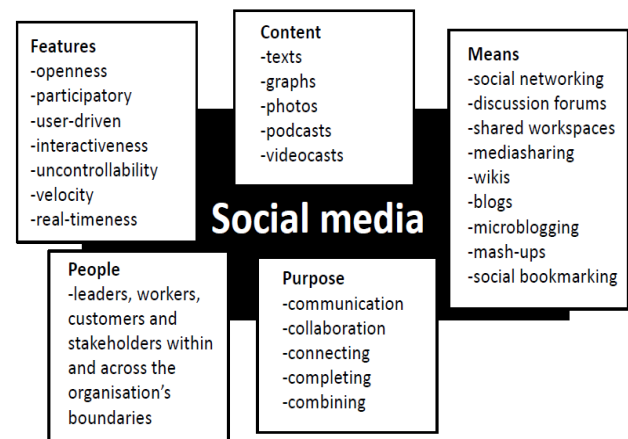 Features
-openness
-participatory
-user-driven
-interactiveness
-uncontrollability
-velocity
-real-timeness
Content
-texts
-graphs
-photos
-podcasts
-videocasts
Means
-social networking
-discussion forums
-shared workspaces
-mediasharing
-wikis
-blogs
-microblogging
-mash-ups
-social bookmarking
Social media
People
-leaders, workers,
customers and
stakeholders within
and across the
organisation's
boundaries
Purpose
-communication
-collaboration
-connecting
-completing
-combining